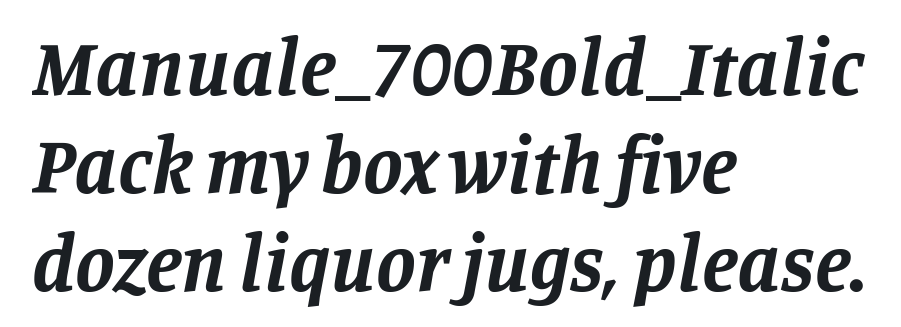 Manuale_700Bold_Italic
Pack my box with five
dozen liquor jugs, please.